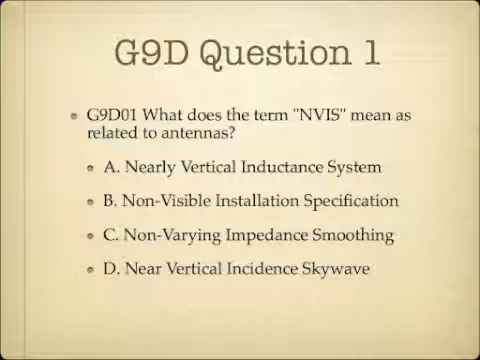 G9D Question 1
G9D01 What does the term "NVIS" mean as
related to antennas?
A. Nearly Vertical Inductance System
B. Non-Visible Installation Specification
C. Non-Varying Impedance Smoothing
D. Near Vertical Incidence Skywave